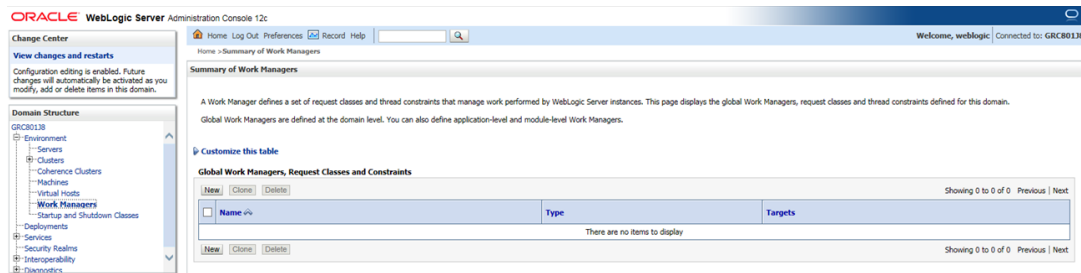 ORACLE WebLogic Server Administration Console 12c
Change Center
View changes and restarts
Configuration editing is enabled. Future
changes will automatically be activated as you
modify, add or delete items in this domain.
Domain Structure
GRC801JB
Environment
Servers
Clusters
Coherence Clusters
Machines
Virtual Hosts
Work Managers
Startup and Shutdown Classes
Deployments
Services
Security Realms
Interoperability
Diagnostics
Home Log Out Preferences Record Help
Welcome, weblogic Connected to: GRC801JB
Home >Summary of Work Managers
Summary of Work Managers
A Work Manager defines a set of request classes and thread constraints that manage work performed by WebLogic Server instances. This page displays the global Work Managers, request classes and thread constraints defined for this domain.
Global Work Managers are defined at the domain level. You can also define application-level and module-level Work Managers.
Customize this table
Global Work Managers, Request Classes and Constraints
New Clone Delete Showing 0 to 0 of 0 Previous | Next
Name Type Targets
There are no items to display
New Clone Delete Showing 0 to 0 of 0 Previous | Next